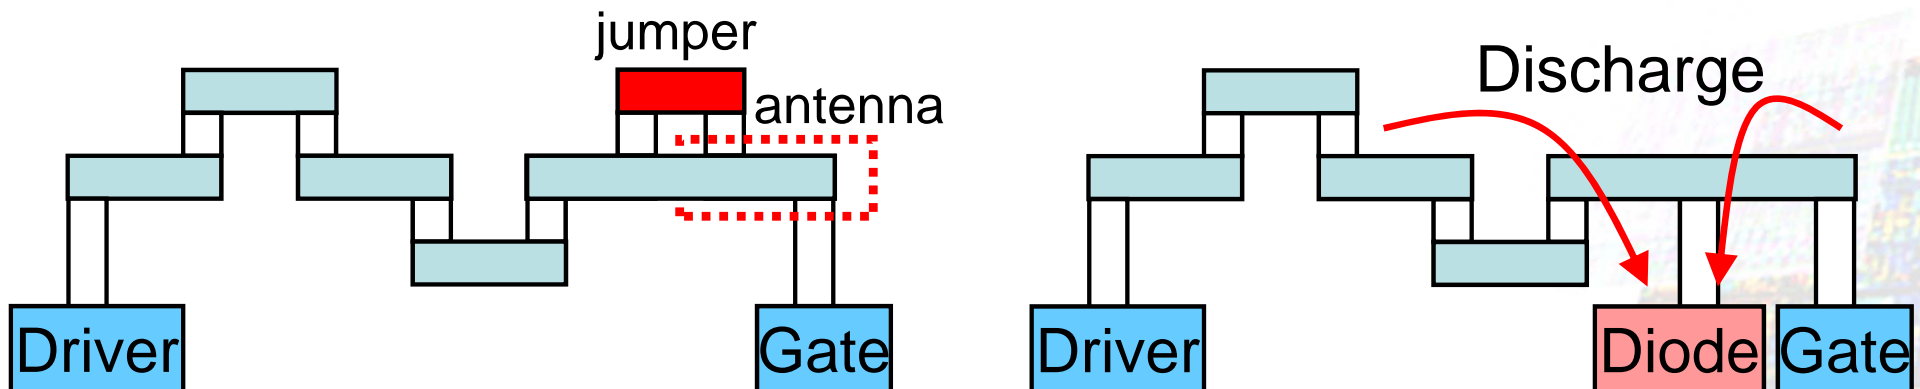 jumper
antenna
Driver
Gate
Discharge
Driver
Diode
Gate